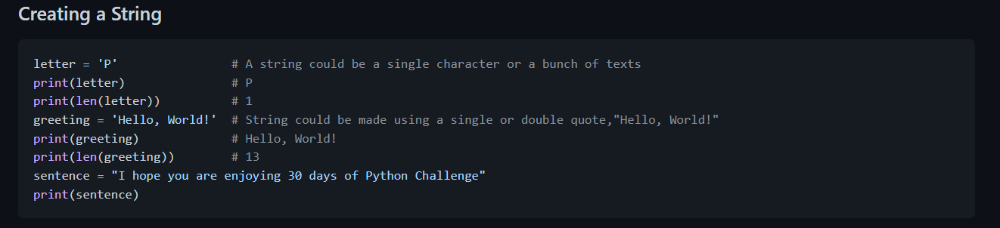 Creating a String
letter = 'P'                # A string could be a single character or a bunch of texts
print(letter)               # P
print(len(letter))          # 1
greeting = 'Hello, World!'  # String could be made using a single or double quote,"Hello, World!"
print(greeting)             # Hello, World!
print(len(greeting))        # 13
sentence = "I hope you are enjoying 30 days of Python Challenge"
print(sentence)